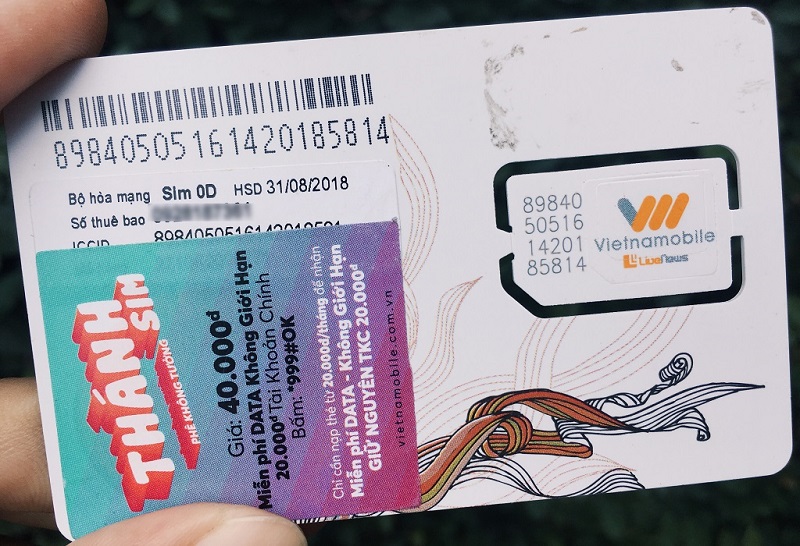 89840505161420185814
Bộ hòa mạng Sim 0D HSD 31/08/2018
Số thuê bao
ICCID
THÁNH
SIM
PHÊ KHÔNG TƯỞNG
Giá: 40.000đ
Miễn phí DATA Không Giới Hạn
20.000đ Tài Khoản Chính
Bấm: *999#OK
Chỉ cần nạp thẻ từ 20.000đ/tháng để nhận
Miễn phí DATA - Không Giới Hạn
GIỮ NGUYÊN TKC 20.000đ
vietnamobile.com.vn
89840
50516
14201
85814
Vietnamobile
LiveNews